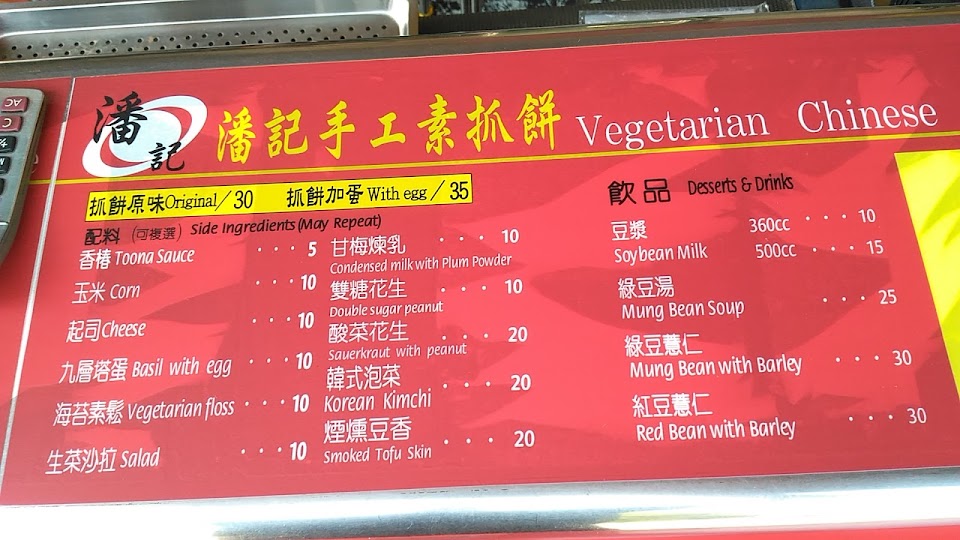 潘記
潘記手工素抓餅 Vegetarian Chinese
抓餅原味Original/30 抓餅加蛋 With egg/35
配料 (可複選) Side Ingredients(May Repeat)
香椿 Toona Sauce ···5
玉米 Corn ···10
起司Cheese ···10
九層塔蛋 Basil with egg ···10
海苔素鬆 Vegetarian floss ···10
生菜沙拉 Salad ···10
甘梅煉乳 ···10
Condensed milk with Plum Powder
雙糖花生 ···10
Double sugar peanut
酸菜花生 ···20
Sauerkraut with peanut
韓式泡菜 ···20
Korean Kimchi
煙燻豆香 ···20
Smoked Tofu Skin
飲品 Desserts & Drinks
豆漿 360cc ···10
Soybean Milk 500cc ···15
綠豆湯 ···25
Mung Bean Soup
綠豆薏仁 ···30
Mung Bean with Barley
紅豆薏仁 ···30
Red Bean with Barley
AC
C